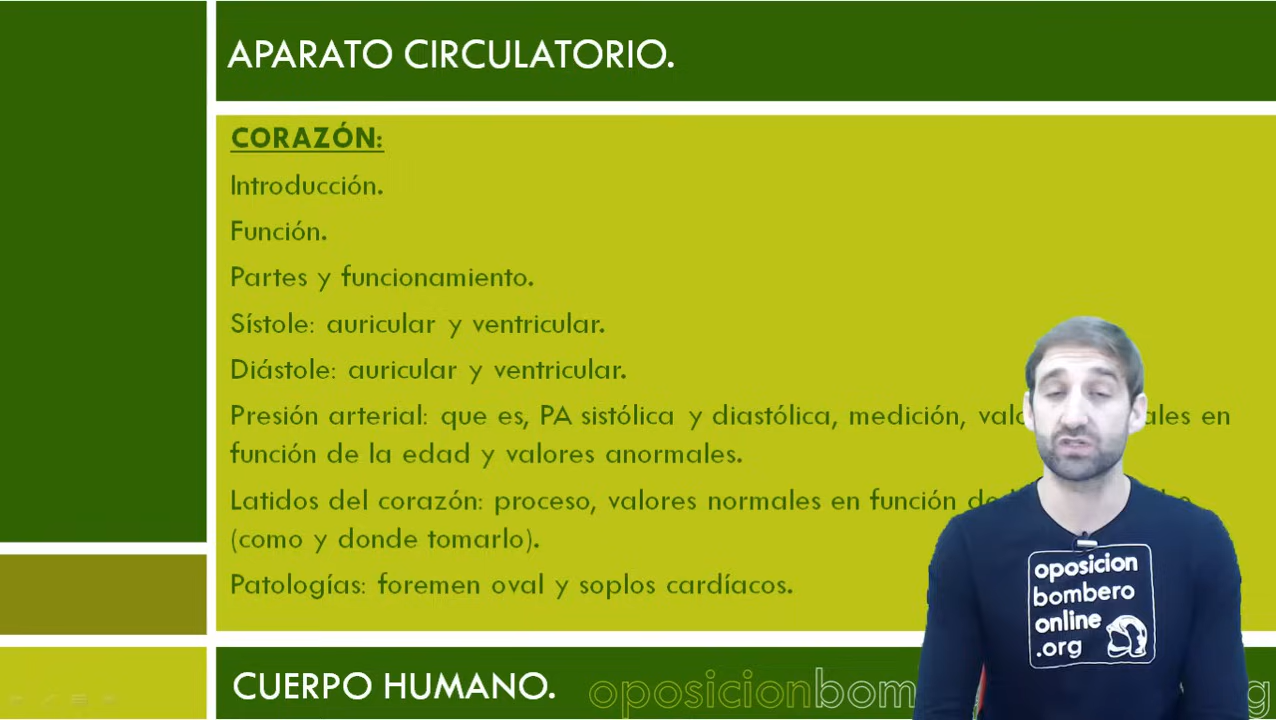 APARATO CIRCULATORIO.
CORAZÓN:
Introducción.
Función.
Partes y funcionamiento.
Sístole: auricular y ventricular.
Diástole: auricular y ventricular.
Presión arterial: que es, PA sistólica y diastólica, medición, en
función de la edad y valores anormales.
Latidos del corazón: proceso, valores normales en función
(como y donde tomarlo).
Patologías: foremen oval y soplos cardíacos.
oposicion
bombero
online
.org
CUERPO HUMANO.
oposicionbom